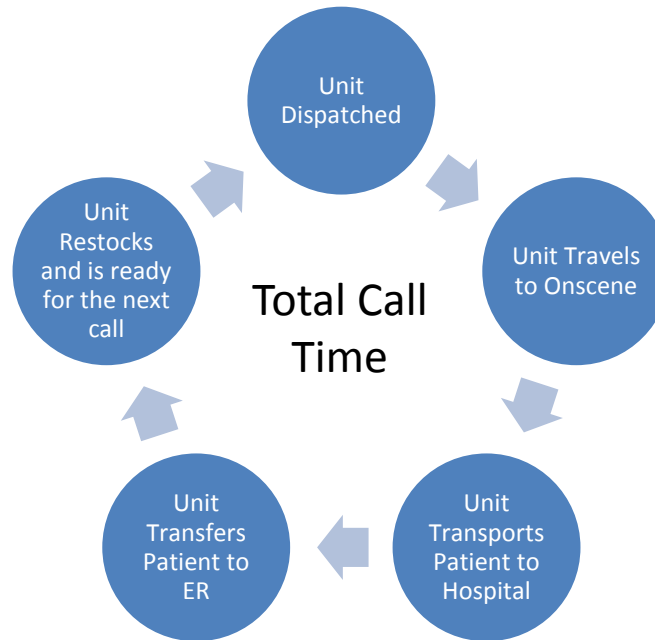 Unit
Dispatched
Unit Travels
to Onscene
Unit
Transports
Patient to
Hospital
Unit
Transfers
Patient to
ER
Unit
Restocks
and is ready
for the next
call
Total Call
Time